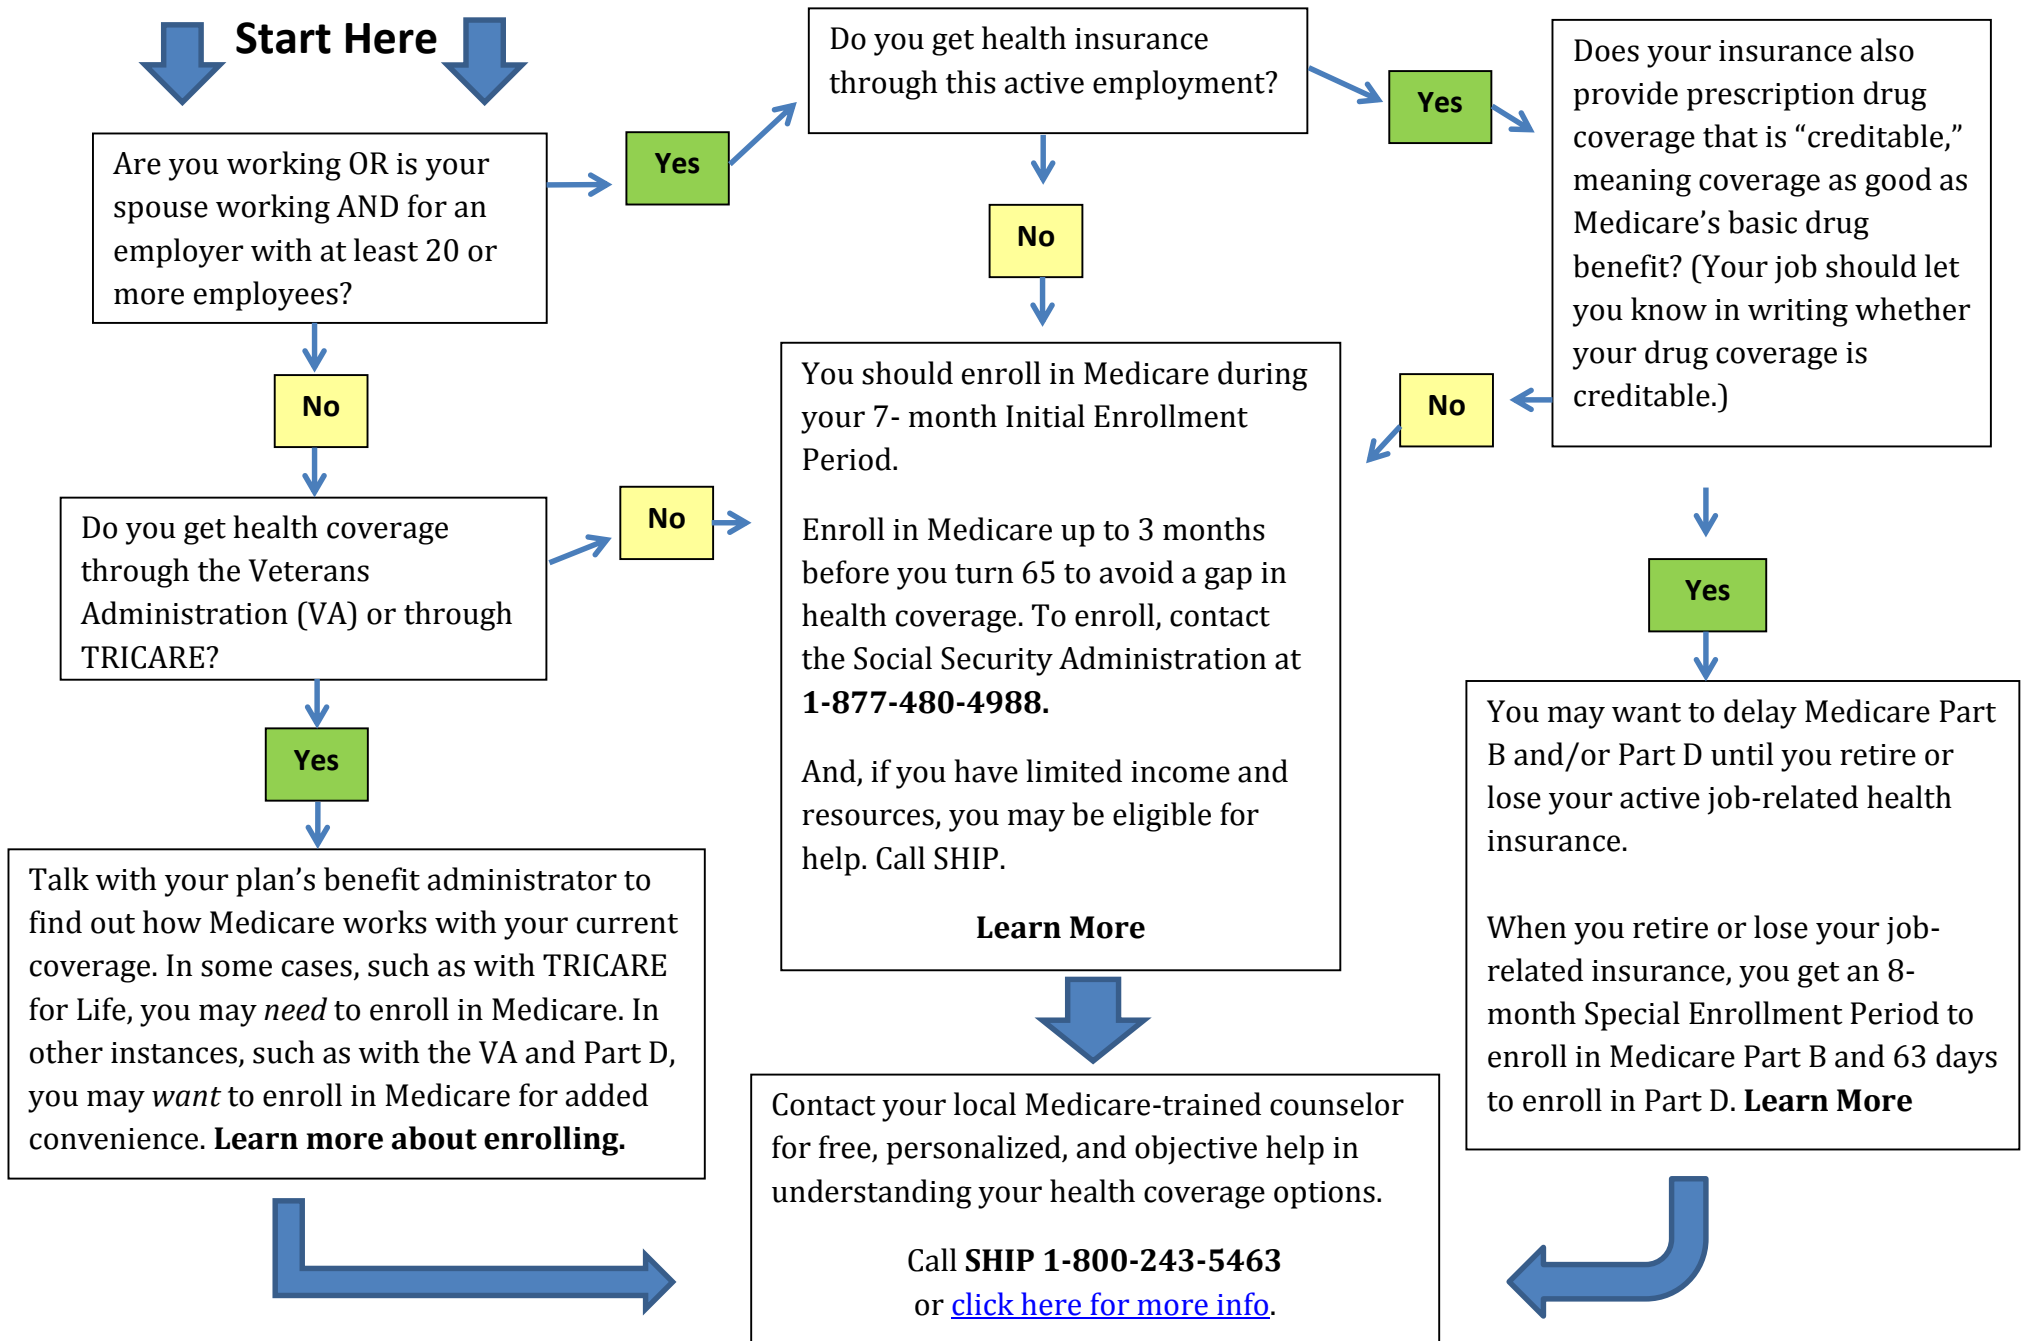 Start Here
Are you working OR is your
spouse working AND for an
employer with at least 20 or
more employees?
Yes
Do you get health insurance
through this active employment?
Yes
Does your insurance also
provide prescription drug
coverage that is “creditable,”
meaning coverage as good as
Medicare’s basic drug
benefit? (Your job should let
you know in writing whether
your drug coverage is
creditable.)
No
No
No
Do you get health coverage
through the Veterans
Administration (VA) or through
TRICARE?
No
You should enroll in Medicare during
your 7- month Initial Enrollment
Period.
Enroll in Medicare up to 3 months
before you turn 65 to avoid a gap in
health coverage. To enroll, contact
the Social Security Administration at
1-877-480-4988.
And, if you have limited income and
resources, you may be eligible for
help. Call SHIP.
Learn More
Yes
You may want to delay Medicare Part
B and/or Part D until you retire or
lose your active job-related health
insurance.
When you retire or lose your job-
related insurance, you get an 8-
month Special Enrollment Period to
enroll in Medicare Part B and 63 days
to enroll in Part D. Learn More
Yes
Talk with your plan’s benefit administrator to
find out how Medicare works with your current
coverage. In some cases, such as with TRICARE
for Life, you may need to enroll in Medicare. In
other instances, such as with the VA and Part D,
you may want to enroll in Medicare for added
convenience. Learn more about enrolling.
Contact your local Medicare-trained counselor
for free, personalized, and objective help in
understanding your health coverage options.
Call SHIP 1-800-243-5463
or click here for more info.